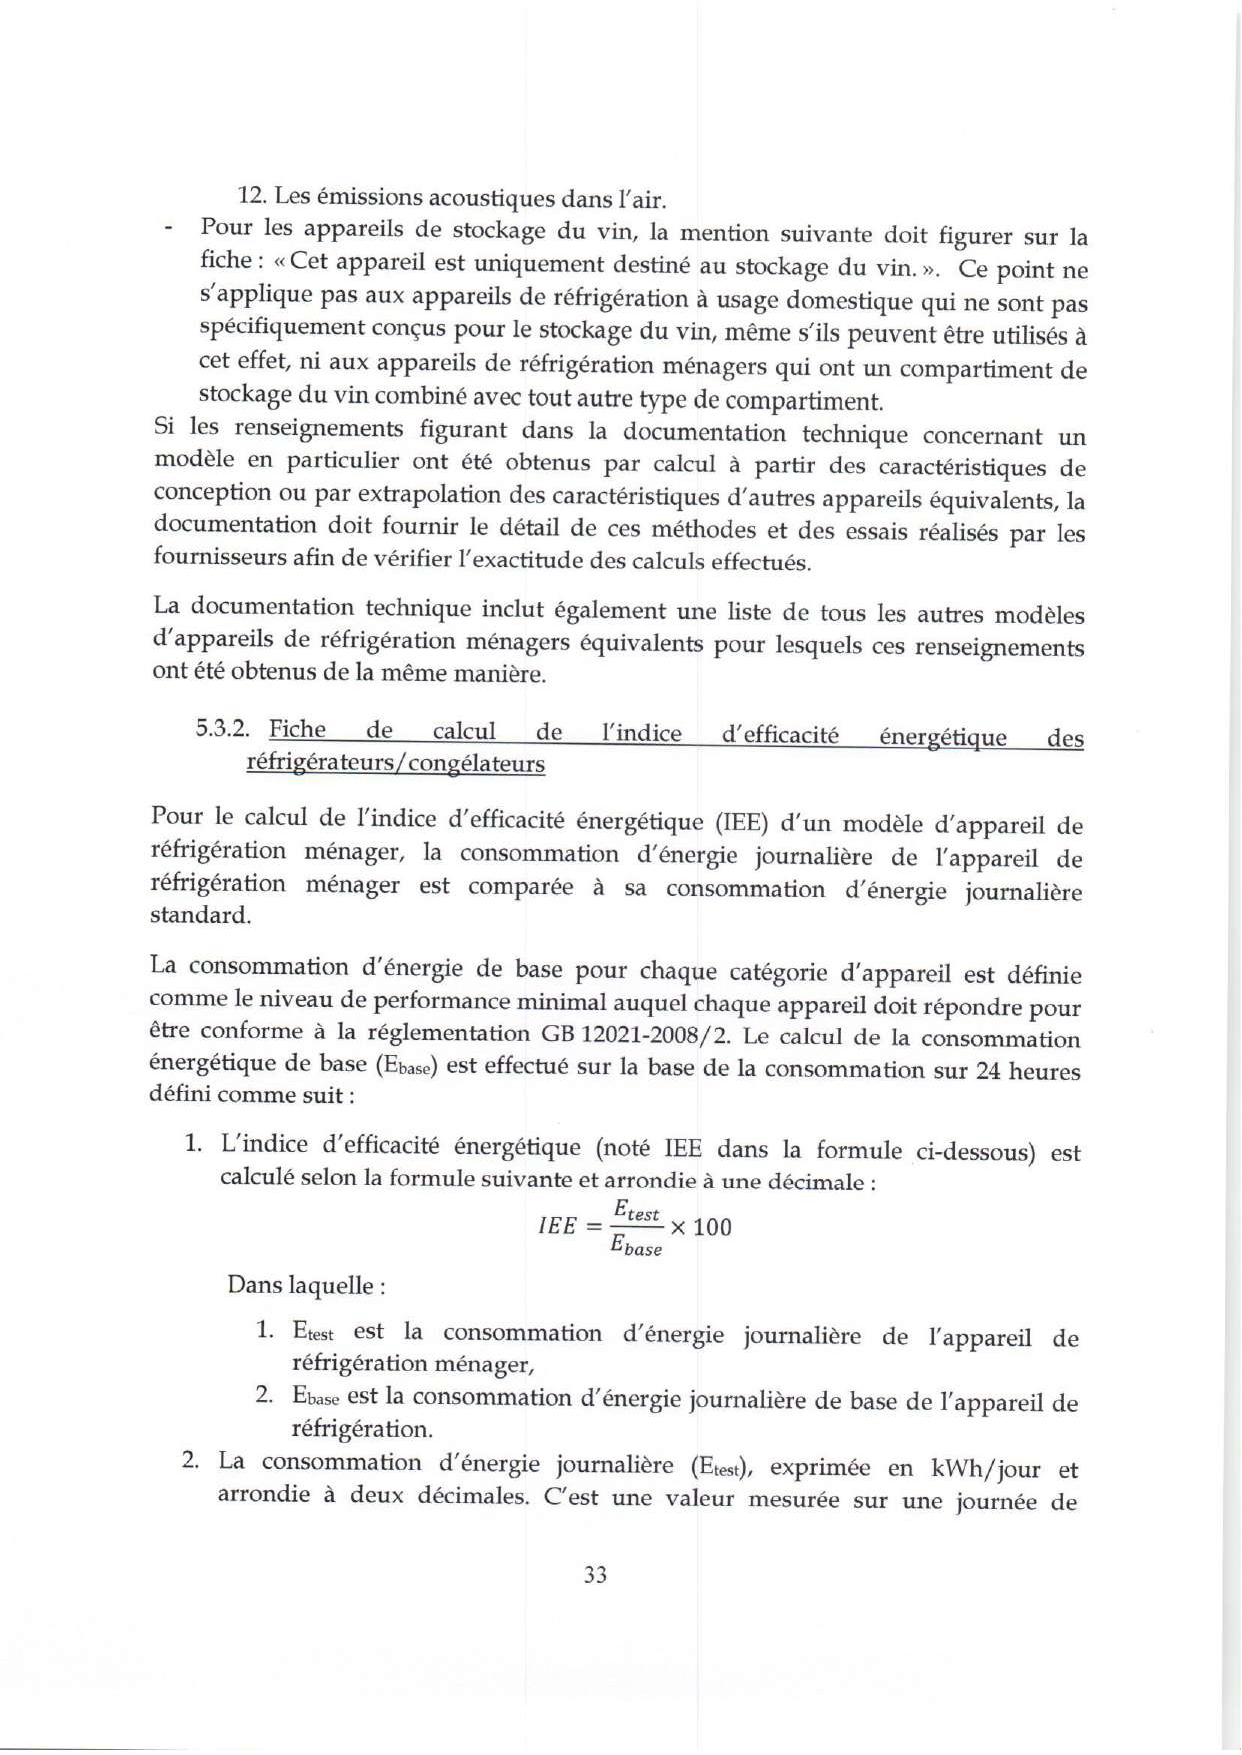 12. Les émissions acoustiques dans l'air.
- Pour les appareils de stockage du vin, la mention suivante doit figurer sur la
fiche : « Cet appareil est uniquement destiné au stockage du vin. ». Ce point ne
s'applique pas aux appareils de réfrigération à usage domestique qui ne sont pas
spécifiquement conçus pour le stockage du vin, même s'ils peuvent être utilisés à
cet effet, ni aux appareils de réfrigération ménagers qui ont un compartiment de
stockage du vin combiné avec tout autre type de compartiment.
Si les renseignements figurant dans la documentation technique concernant un
modèle en particulier ont été obtenus par calcul à partir des caractéristiques de
conception ou par extrapolation des caractéristiques d'autres appareils équivalents, la
documentation doit fournir le détail de ces méthodes et des essais réalisés par les
fournisseurs afin de vérifier l'exactitude des calculs effectués.
La documentation technique inclut également une liste de tous les autres modèles
d'appareils de réfrigération ménagers équivalents pour lesquels ces renseignements
ont été obtenus de la même manière.
5.3.2. Fiche de calcul de l'indice d'efficacité énergétique des
réfrigérateurs/congélateurs
Pour le calcul de l'indice d'efficacité énergétique (IEE) d'un modèle d'appareil de
réfrigération ménager, la consommation d'énergie journalière de l'appareil de
réfrigération ménager est comparée à sa consommation d'énergie journalière
standard.
La consommation d'énergie de base pour chaque catégorie d'appareil est définie
comme le niveau de performance minimal auquel chaque appareil doit répondre pour
être conforme à la réglementation GB 12021-2008/2. Le calcul de la consommation
énergétique de base (Ebase) est effectué sur la base de la consommation sur 24 heures
défini comme suit :
1. L'indice d'efficacité énergétique (noté IEE dans la formule ci-dessous) est
calculé selon la formule suivante et arrondie à une décimale :
IEE = Etest / Ebase × 100
Dans laquelle :
1. Etest est la consommation d'énergie journalière de l'appareil de
réfrigération ménager,
2. Ebase est la consommation d'énergie journalière de base de l'appareil de
réfrigération.
2. La consommation d'énergie journalière (Etest), exprimée en kWh/jour et
arrondie à deux décimales. C'est une valeur mesurée sur une journée de
33